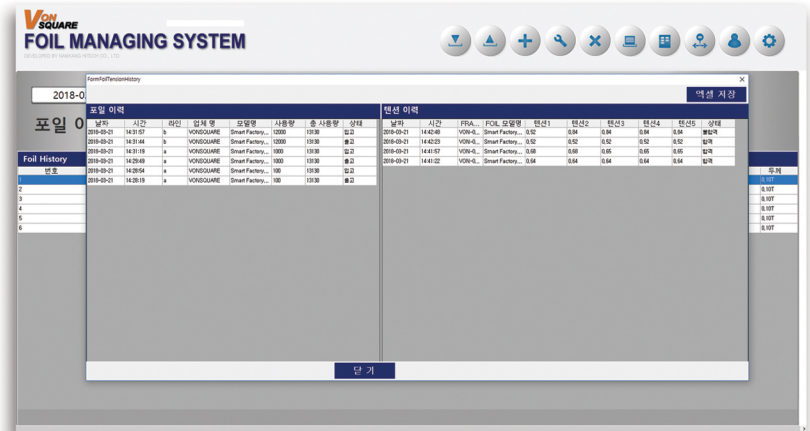 VON
SQUARE
FOIL MANAGING SYSTEM
FormFoilTensionHistory
×
엑셀 저장
2018-0
포일 이력
텐션 이력
포일 이
날짜 시간 라인 업체 명 모델명 사용량 총 사용량 상태
날짜 시간 FRA... FOIL 모델명 텐션1 텐션2 텐션3 텐션4 텐션5 상태
2018-03-21 14:31:57 b VONSQUARE Smart Factory,... 12000 13130 입고
2018-03-21 14:42:48 VON-0,... Smart Factory,... 0,52 0,84 0,84 0,84 0,84 불합격
2018-03-21 14:31:44 b VONSQUARE Smart Factory,... 12000 13130 출고
2018-03-21 14:42:23 VON-0,... Smart Factory,... 0,52 0,52 0,52 0,52 0,52 합격
2018-03-21 14:31:19 a VONSQUARE Smart Factory,... 1000 13130 입고
2018-03-21 14:41:57 VON-0,... Smart Factory,... 0,68 0,68 0,65 0,65 0,68 합격
2018-03-21 14:29:49 a VONSQUARE Smart Factory,... 1000 13130 출고
2018-03-21 14:41:22 VON-0,... Smart Factory,... 0,64 0,64 0,64 0,64 0,64 합격
2018-03-21 14:28:54 a VONSQUARE Smart Factory,... 100 13130 입고
2018-03-21 14:28:19 a VONSQUARE Smart Factory,... 100 13130 출고
Foil History
번호 두께
1 0,10T
2 0,10T
3 0,10T
4 0,10T
5 0,10T
6 0,10T
닫 기